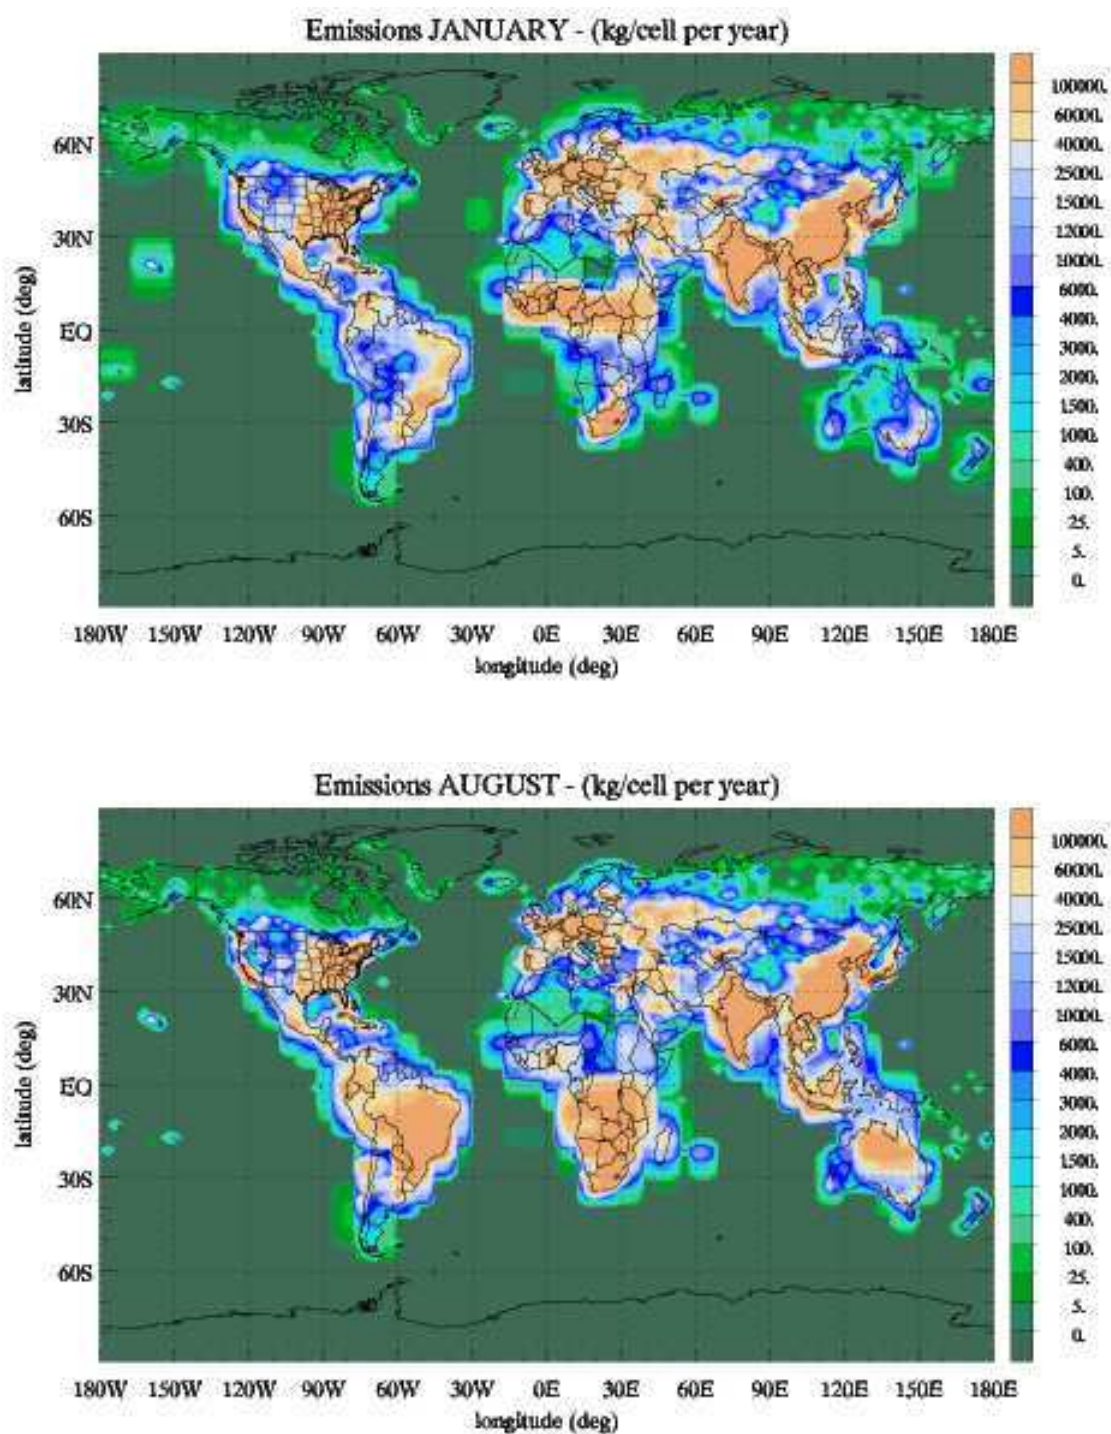 Emissions JANUARY - (kg/cell per year)
100000.
60000.
40000.
25000.
15000.
12000.
10000.
6000.
4000.
3000.
2000.
1500.
1000.
400.
100.
25.
5.
0.
60N
30N
EQ
30S
60S
latitude (deg)
180W 150W 120W 90W 60W 30W 0E 30E 60E 90E 120E 150E 180E
longitude (deg)
Emissions AUGUST - (kg/cell per year)
100000.
60000.
40000.
25000.
15000.
12000.
10000.
6000.
4000.
3000.
2000.
1500.
1000.
400.
100.
25.
5.
0.
60N
30N
EQ
30S
60S
latitude (deg)
180W 150W 120W 90W 60W 30W 0E 30E 60E 90E 120E 150E 180E
longitude (deg)